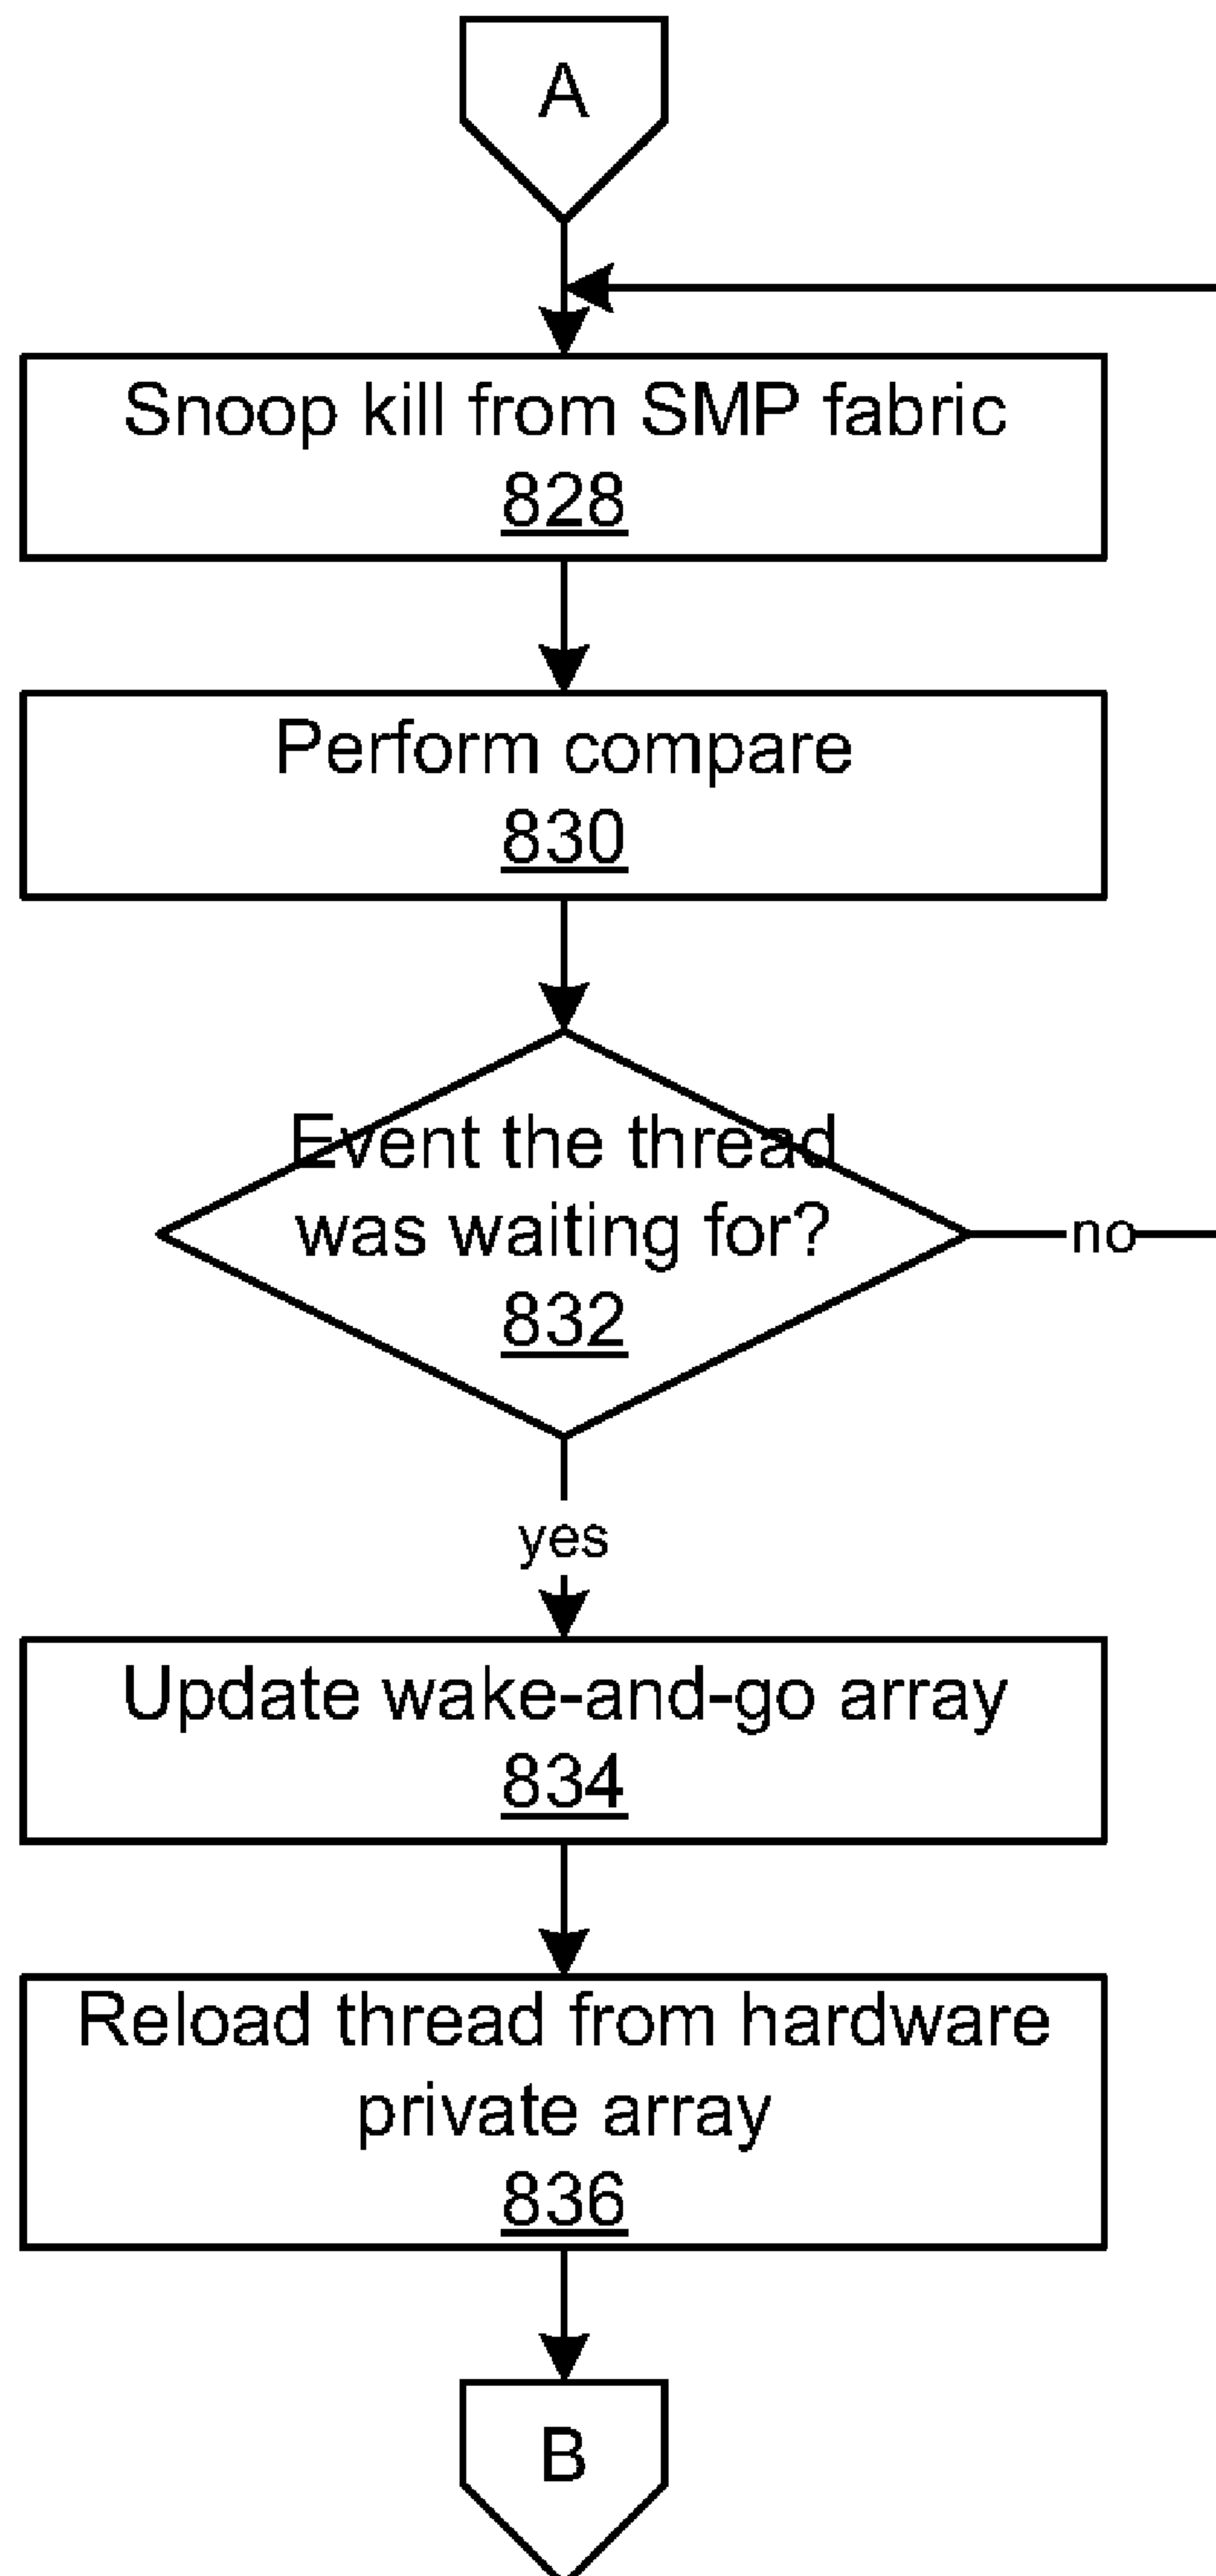 A
Snoop kill from SMP fabric
828
Perform compare
830
Event the thread
was waiting for?
832
no
yes
Update wake-and-go array
834
Reload thread from hardware
private array
836
B